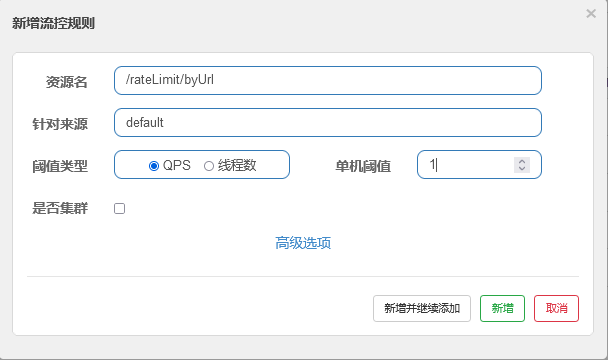 新增流控规则
资源名 /rateLimit/byUrl
针对来源 default
阈值类型 QPS 线程数 单机阈值 1
是否集群
高级选项
新增并继续添加 新增 取消